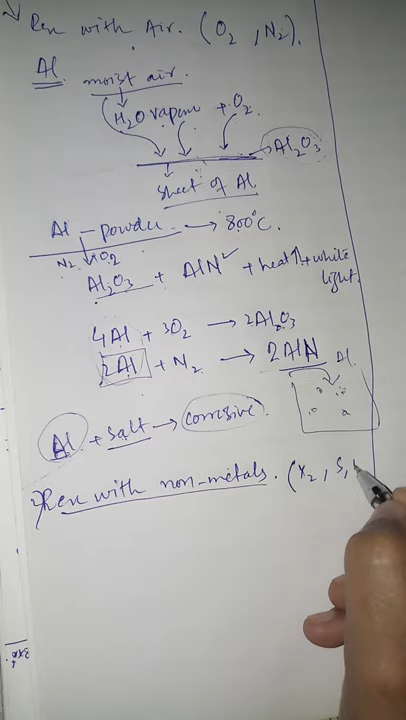 Rxn with Air. (O₂, N₂).
Al moist air.
H₂O vapour + O₂.
Al₂O₃
sheet of Al.
Al - powder → 800°C.
N₂ ↓ O₂
Al₂O₃ + AlN ✓ + heat↑ + white light.
4Al + 3O₂ → 2Al₂O₃
2Al + N₂ → 2AlN
Al.
Al + salt → corrosive.
2) Rxn with non-metals. (X₂, S,